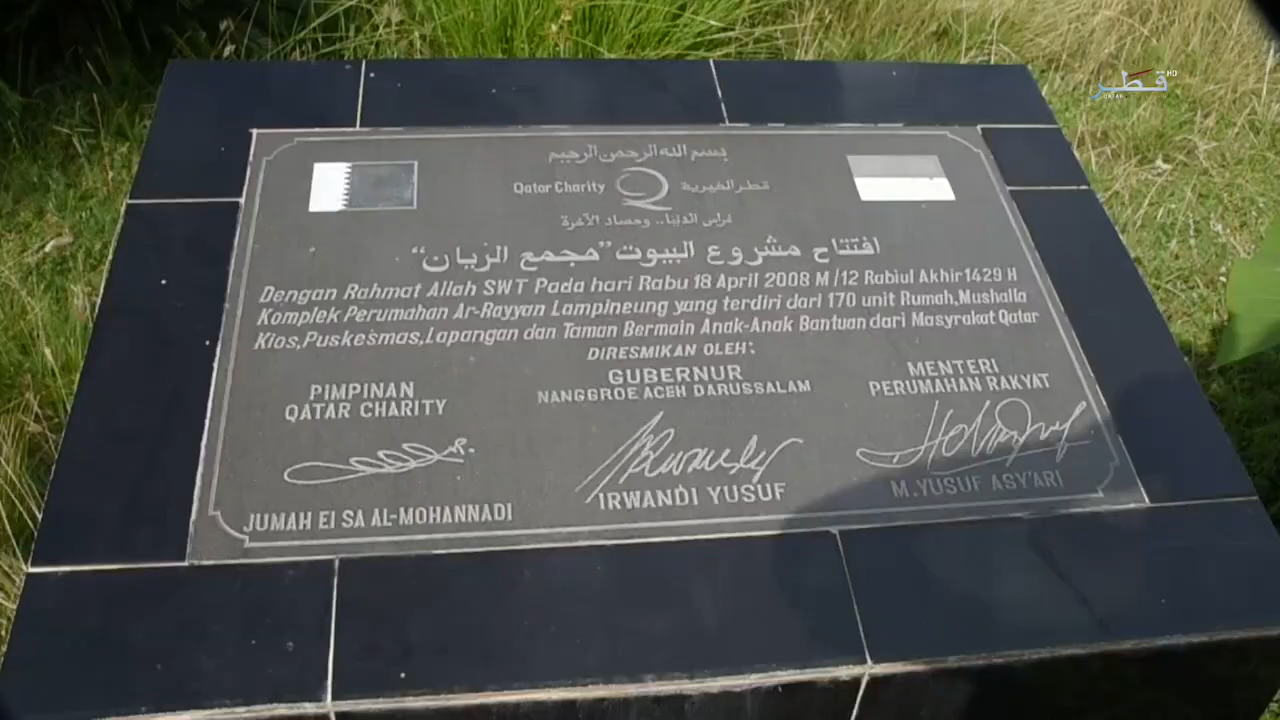 قطر HD
QATAR
بسم الله الرحمن الرحيم
Qatar Charity قطر الخيرية
غراس الدنيا.. وحصاد الآخرة
افتتاح مشروع البيوت "مجمع الريان"
Dengan Rahmat Allah SWT Pada hari Rabu 18 April 2008 M /12 Rabiul Akhir 1429 H
Komplek Perumahan Ar-Rayyan Lampineung yang terdiri dari 170 unit Rumah,Mushalla
Kios,Puskesmas,Lapangan dan Taman Bermain Anak-Anak Bantuan dari Masyrakat Qatar
DIRESMIKAN OLEH :
PIMPINAN
QATAR CHARITY
JUMAH EI SA AL-MOHANNADI
GUBERNUR
NANGGROE ACEH DARUSSALAM
IRWANDI YUSUF
MENTERI
PERUMAHAN RAKYAT
M.YUSUF ASY'ARI